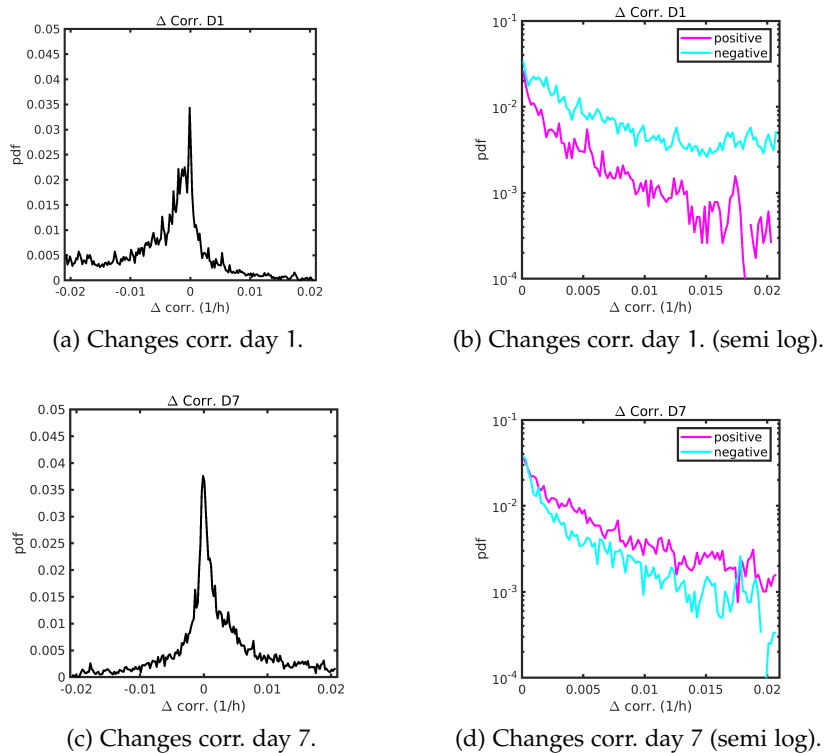 Δ Corr. D1
0.05
0.045
0.04
0.035
0.03
0.025
0.02
0.015
0.01
0.005
0
pdf
-0.02 -0.01 0 0.01 0.02
Δ corr. (1/h)
(a) Changes corr. day 1.
Δ Corr. D1
positive
negative
10⁻¹
10⁻²
10⁻³
10⁻⁴
pdf
0 0.005 0.01 0.015 0.02
Δ corr. (1/h)
(b) Changes corr. day 1. (semi log).
Δ Corr. D7
0.05
0.045
0.04
0.035
0.03
0.025
0.02
0.015
0.01
0.005
0
pdf
-0.02 -0.01 0 0.01 0.02
Δ corr. (1/h)
(c) Changes corr. day 7.
Δ Corr. D7
positive
negative
10⁻¹
10⁻²
10⁻³
10⁻⁴
pdf
0 0.005 0.01 0.015 0.02
Δ corr. (1/h)
(d) Changes corr. day 7 (semi log).